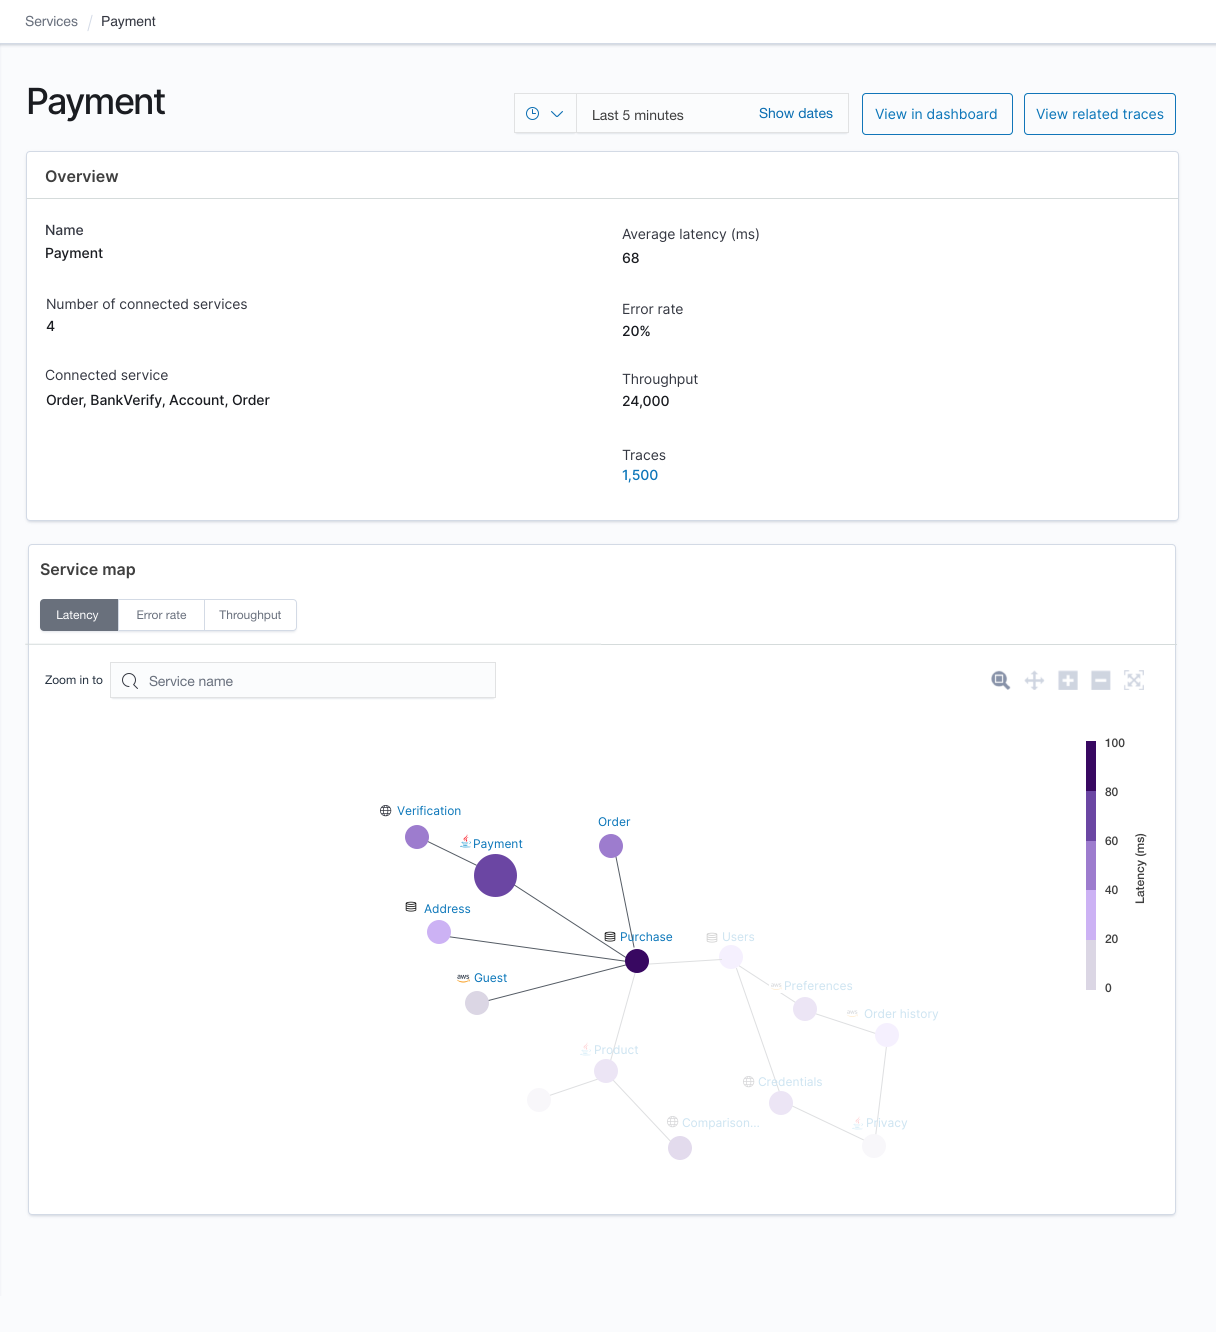 Services / Payment
Payment
Last 5 minutes
Show dates
View in dashboard
View related traces
Overview
Name
Payment
Average latency (ms)
68
Number of connected services
4
Error rate
20%
Connected service
Order, BankVerify, Account, Order
Throughput
24,000
Traces
1,500
Service map
Latency
Error rate
Throughput
Zoom in to
Service name
100
80
60
40
20
0
Latency (ms)
Verification
Order
Payment
Address
aws Guest
Purchase
Users
aws Preferences
aws Order history
Product
Credentials
Comparison...
Privacy